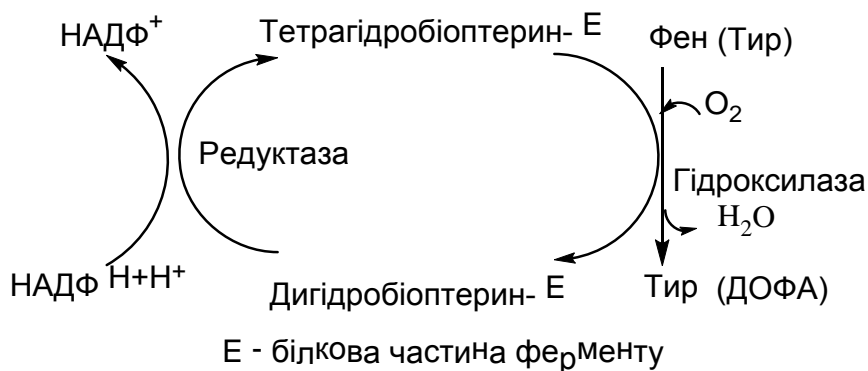 НАДФ⁺ Тетрагідробіоптерин- Е Фен (Тир)
O₂
Редуктаза
Гідроксилаза
H₂O
НАДФ Н+Н⁺ Дигідробіоптерин- Е Тир (ДОФА)
Е - білкова частина ферменту